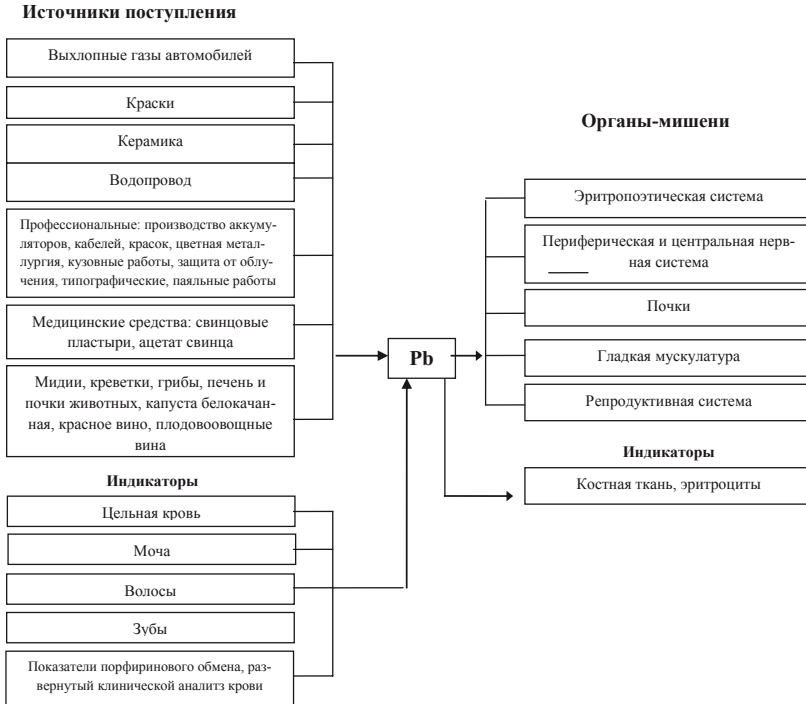 Источники поступления
Выхлопные газы автомобилей
Краски
Керамика
Водопровод
Профессиональные: производство аккуму-
ляторов, кабелей, красок, цветная метал-
лургия, кузовные работы, защита от облу-
чения, типографические, паяльные работы
Медицинские средства: свинцовые
пластыри, ацетат свинца
Мидии, креветки, грибы, печень и
почки животных, капуста белокачан-
ная, красное вино, плодовоовощные
вина
Индикаторы
Цельная кровь
Моча
Волосы
Зубы
Показатели порфиринового обмена, раз-
вернутый клинической аналитз крови
Pb
Органы-мишени
Эритропоэтическая система
Периферическая и центральная нерв-
ная система
Почки
Гладкая мускулатура
Репродуктивная система
Индикаторы
Костная ткань, эритроциты